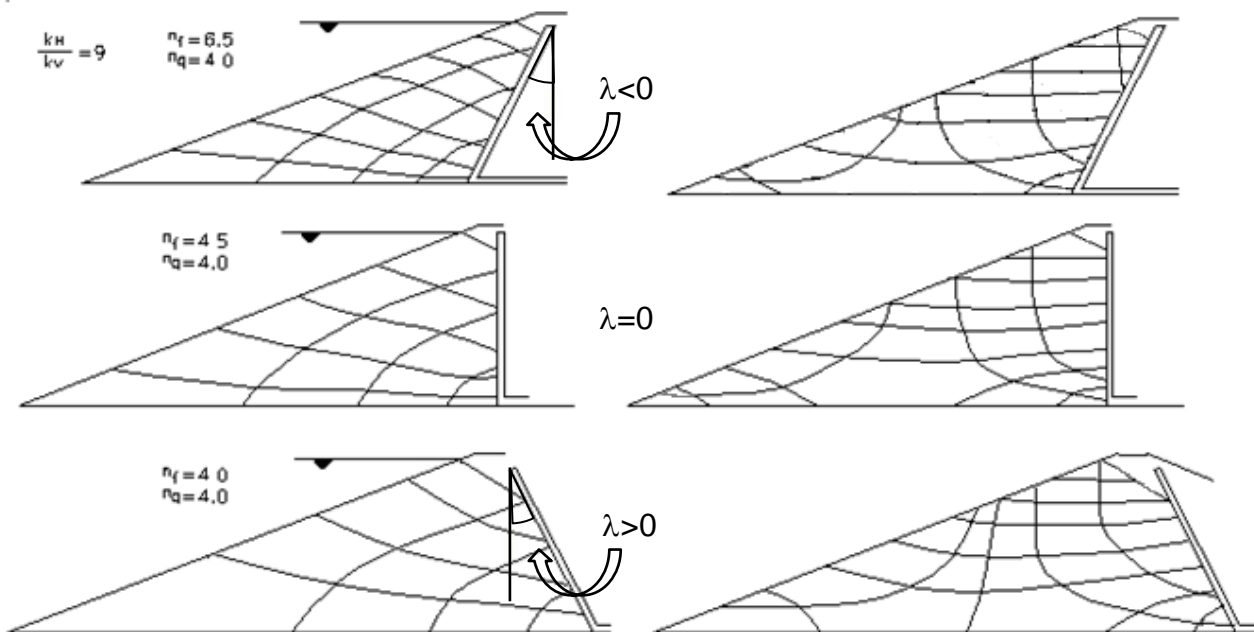 kH/kv = 9
nf=6.5
nq=4 0
λ<0
nf=4 5
nq=4.0
λ=0
nf=4 0
nq=4.0
λ>0